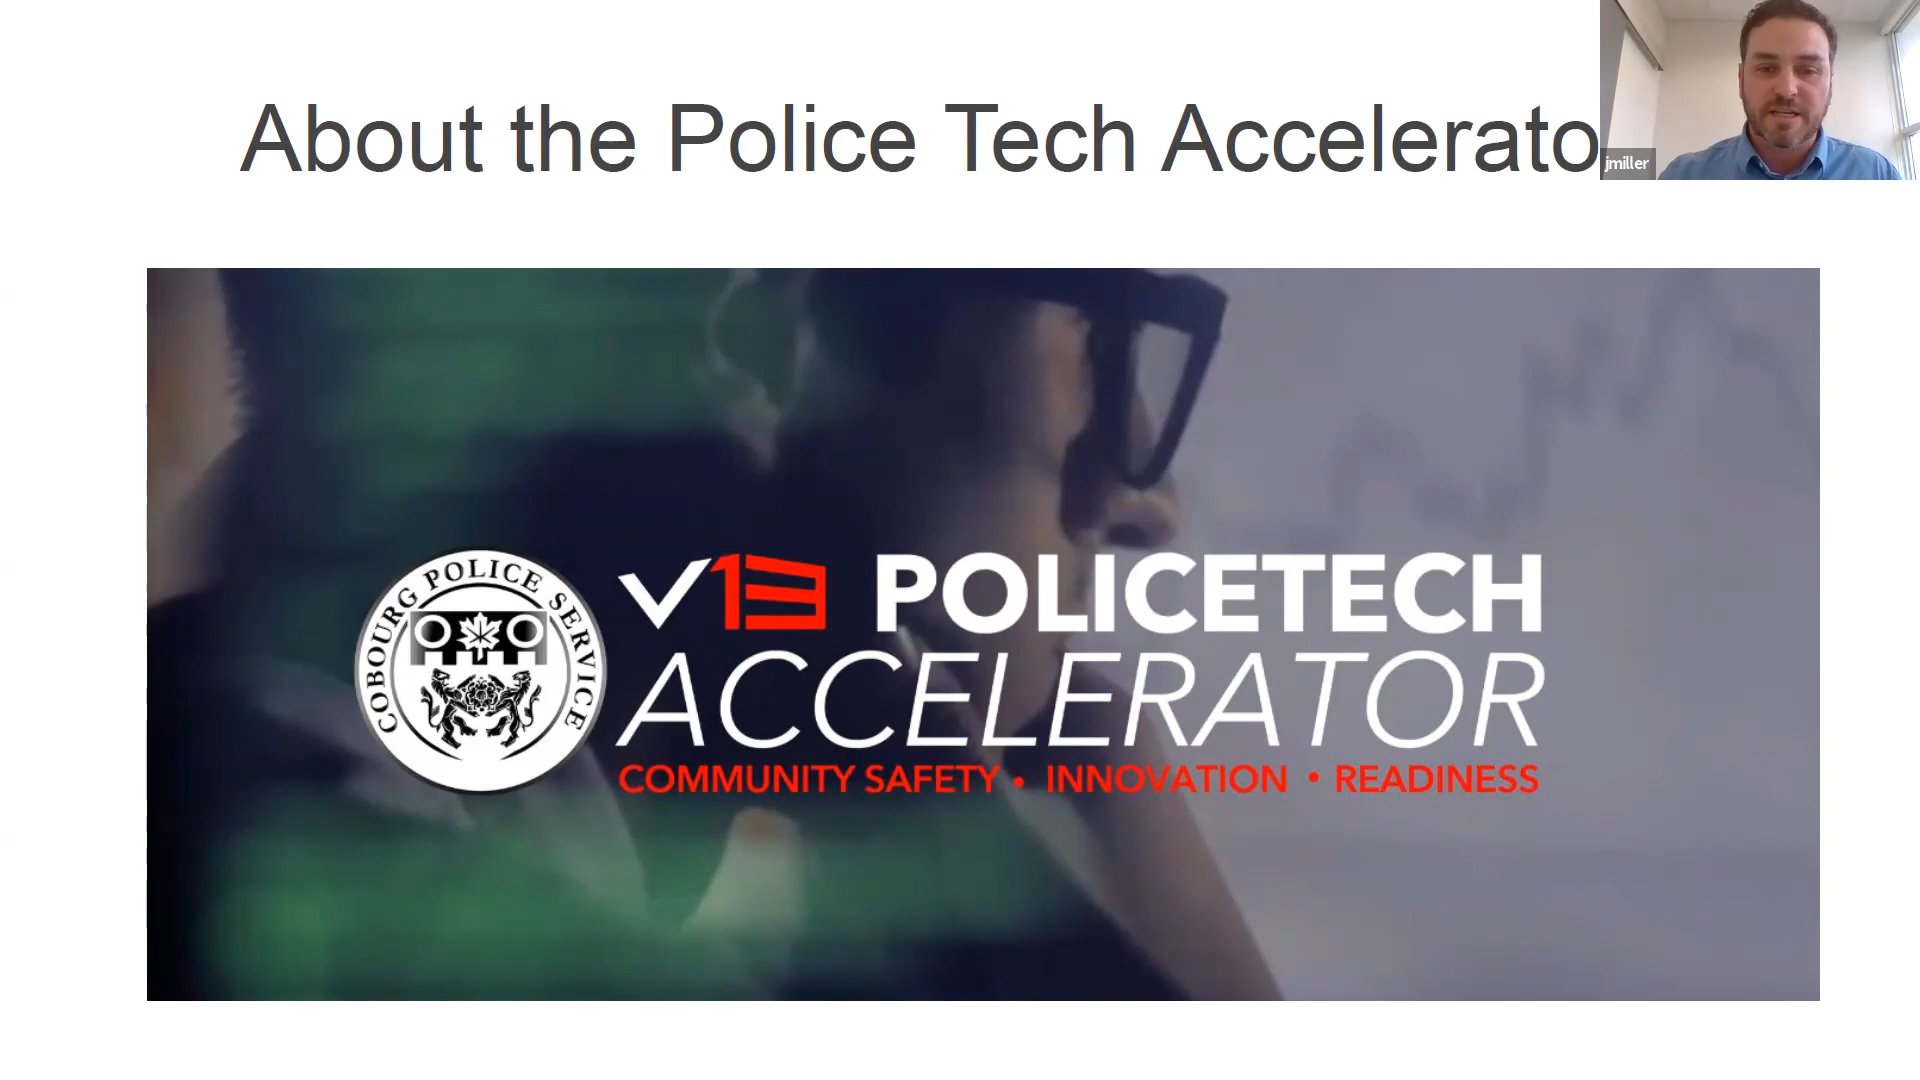 About the Police Tech Accelerato
jmiller
COBOURG POLICE SERVICE
V13 POLICETECH
ACCELERATOR
COMMUNITY SAFETY • INNOVATION • READINESS